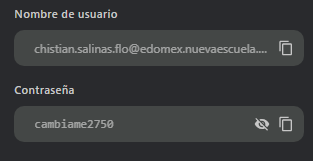 Nombre de usuario
chistian.salinas.flo@edomex.nuevaescuela....
Contraseña
cambiame2750